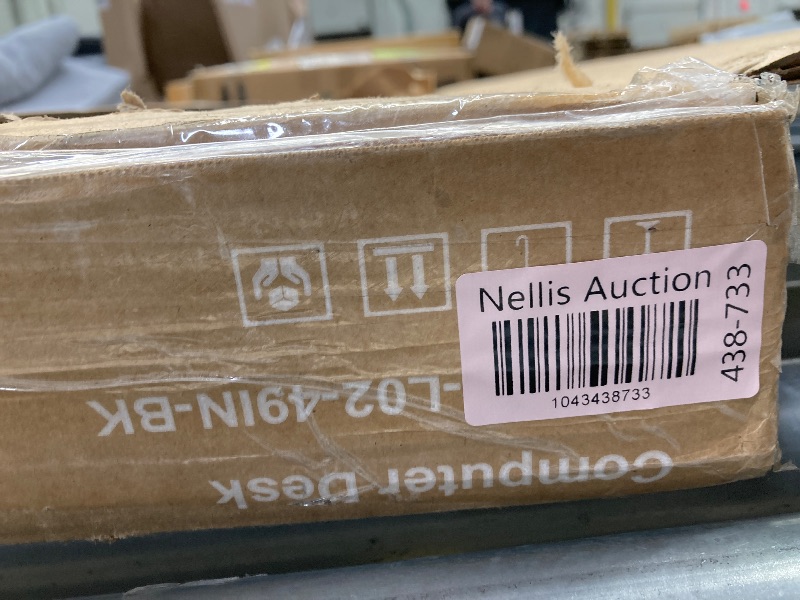 Nellis Auction
1043438733
438-733
Computer Desk
-L02-49IN-BK